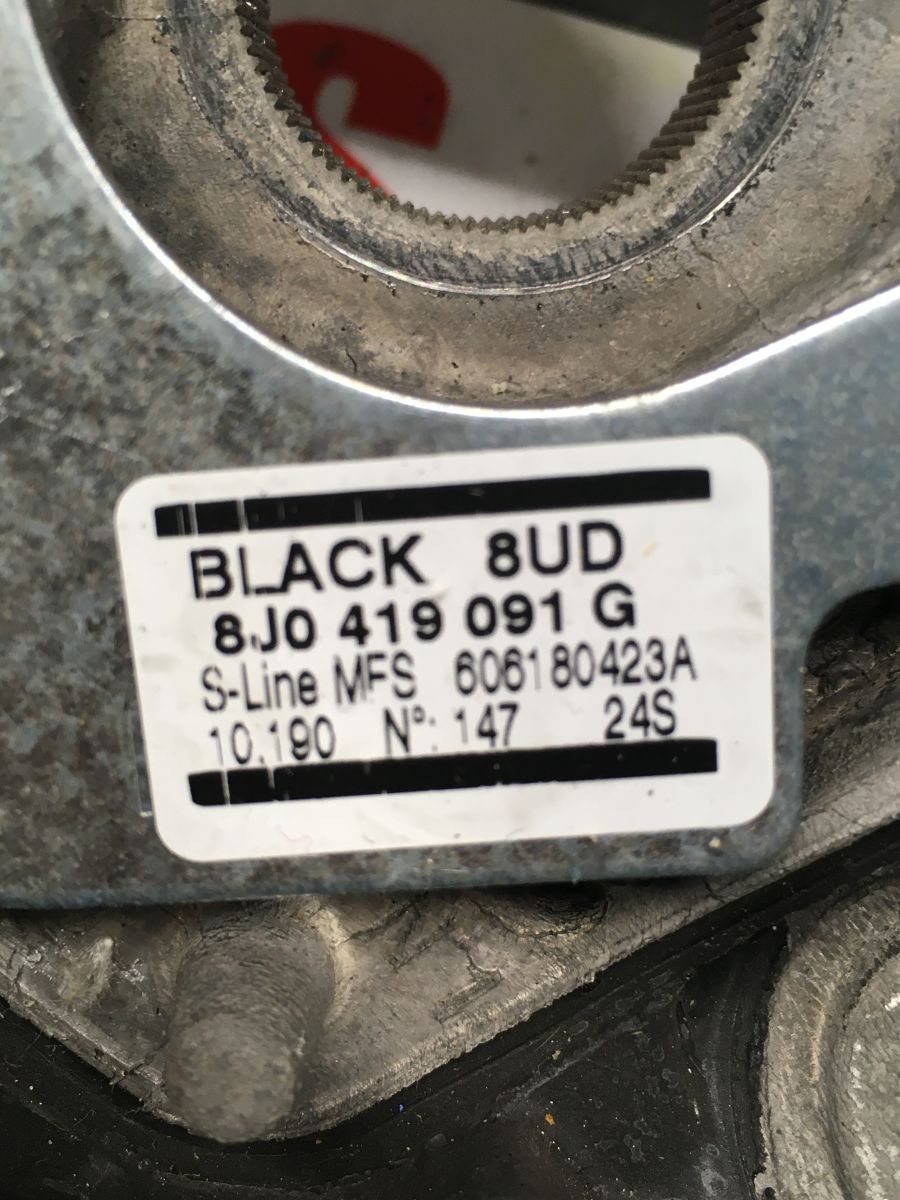 BLACK 8UD
8J0 419 091 G
S-Line MFS 606180423A
10.190 N°: 147 24S